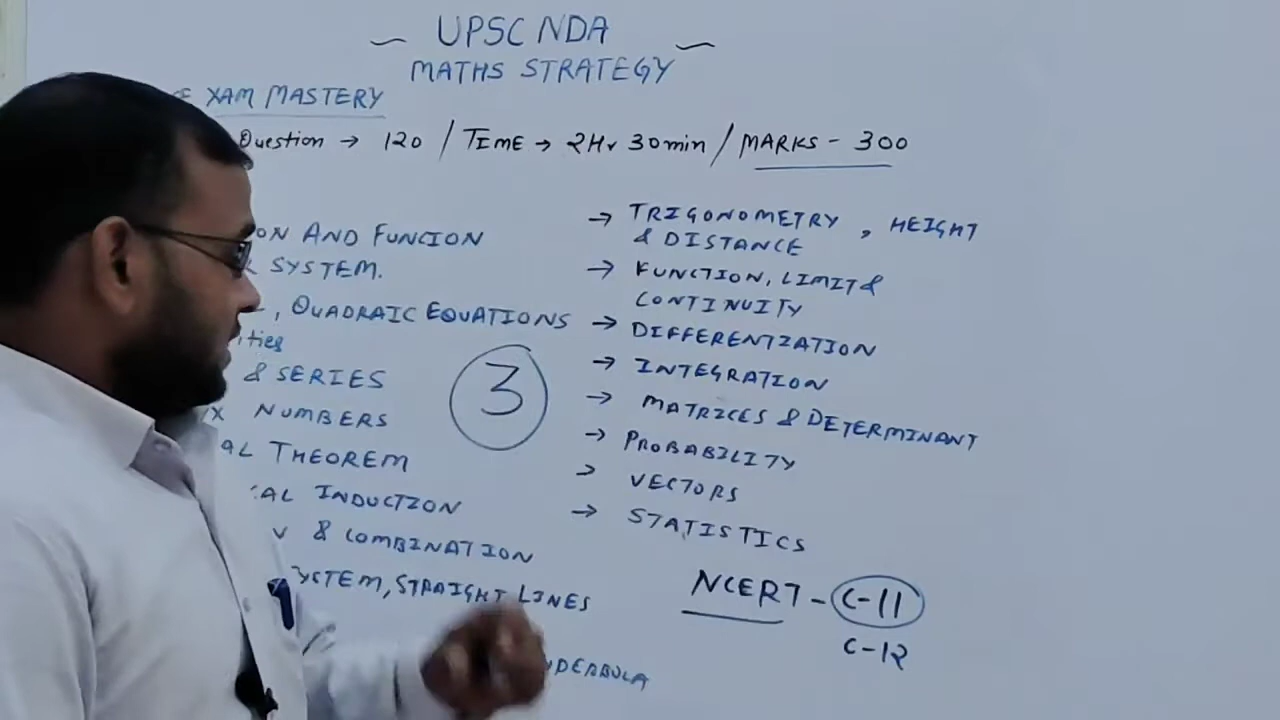 UPSC NDA
MATHS STRATEGY
EXAM MASTERY
Question → 120 / TIME → 2Hr 30min / MARKS - 300
ON AND FUNCION
SYSTEM.
, QUADRAIC EQUATIONS
ities
& SERIES
X NUMBERS
AL THEOREM
CAL INDUCTION
& COMBINATION
YSTEM, STRAIGHT LINES
3
→ TRIGONOMETRY, HEIGHT
& DISTANCE
→ FUNCTION, LIMIT &
CONTINUITY
→ DIFFERENTIATION
→ INTEGRATION
→ MATRICES & DETERMINANT
→ PROBABILITY
> VECTORS
→ STATISTICS
NCERT - C-11
C-12